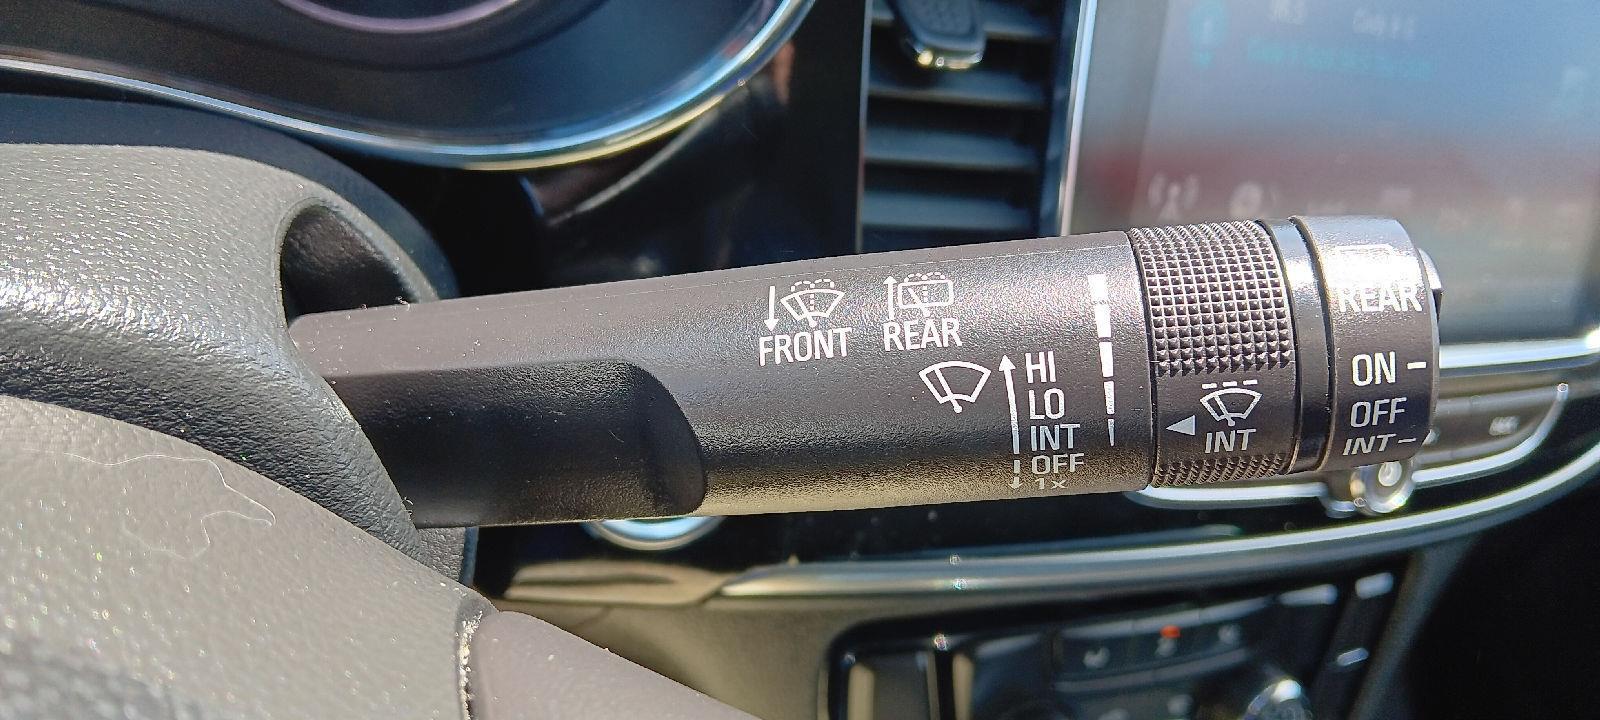 FRONT REAR
HI
LO
INT
OFF
1x
INT
REAR
ON
OFF
INT